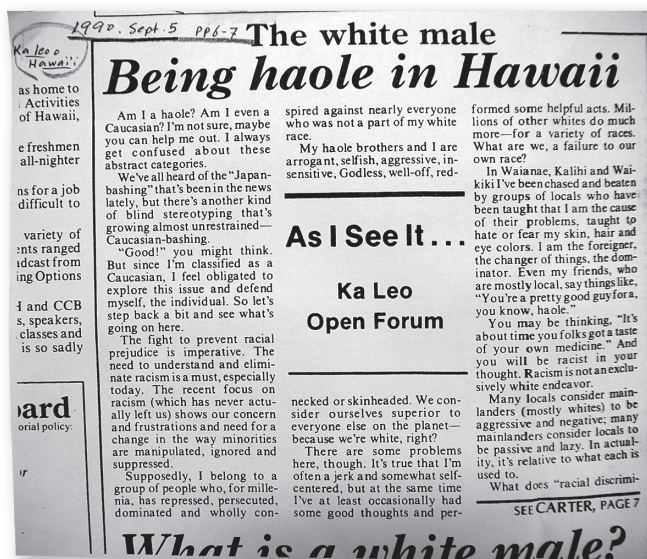 1990. Sept. 5 pp6-7
Ka leo o
Hawaii
The white male
Being haole in Hawaii
as home to
Activities
of Hawaii,
e freshmen
all-nighter
ns for a job
difficult to
variety of
ents ranged
adcast from
ing Options
H and CCB
s, speakers,
classes and
is so sadly
ard
orial policy:
Am I a haole? Am I even a
Caucasian? I'm not sure, maybe
you can help me out. I always
get confused about these
abstract categories.
We've all heard of the "Japan-
bashing" that's been in the news
lately, but there's another kind
of blind stereotyping that's
growing almost unrestrained—
Caucasian-bashing.
"Good!" you might think.
But since I'm classified as a
Caucasian, I feel obligated to
explore this issue and defend
myself, the individual. So let's
step back a bit and see what's
going on here.
The fight to prevent racial
prejudice is imperative. The
need to understand and elimi-
nate racism is a must, especially
today. The recent focus on
racism (which has never actu-
ally left us) shows our concern
and frustrations and need for a
change in the way minorities
are manipulated, ignored and
suppressed.
Supposedly, I belong to a
group of people who, for mille-
nia, has repressed, persecuted,
dominated and wholly con-
spired against nearly everyone
who was not a part of my white
race.
My haole brothers and I are
arrogant, selfish, aggressive, in-
sensitive, Godless, well-off, red-
As I See It . . .
Ka Leo
Open Forum
necked or skinheaded. We con-
sider ourselves superior to
everyone else on the planet—
because we're white, right?
There are some problems
here, though. It's true that I'm
often a jerk and somewhat self-
centered, but at the same time
I've at least occasionally had
some good thoughts and per-
formed some helpful acts. Mil-
lions of other whites do much
more—for a variety of races.
What are we, a failure to our
own race?
In Waianae, Kalihi and Wai-
kiki I've been chased and beaten
by groups of locals who have
been taught that I am the cause
of their problems, taught to
hate or fear my skin, hair and
eye colors. I am the foreigner,
the changer of things, the dom-
inator. Even my friends, who
are mostly local, say things like,
"You're a pretty good guy for a,
you know, haole."
You may be thinking, "It's
about time you folks got a taste
of your own medicine." And
you will be racist in your
thought. Racism is not an exclu-
sively white endeavor.
Many locals consider main-
landers (mostly whites) to be
aggressive and negative; many
mainlanders consider locals to
be passive and lazy. In actual-
ity, it's relative to what each is
used to.
What does "racial discrimi-
SEE CARTER, PAGE 7
What is a white male?